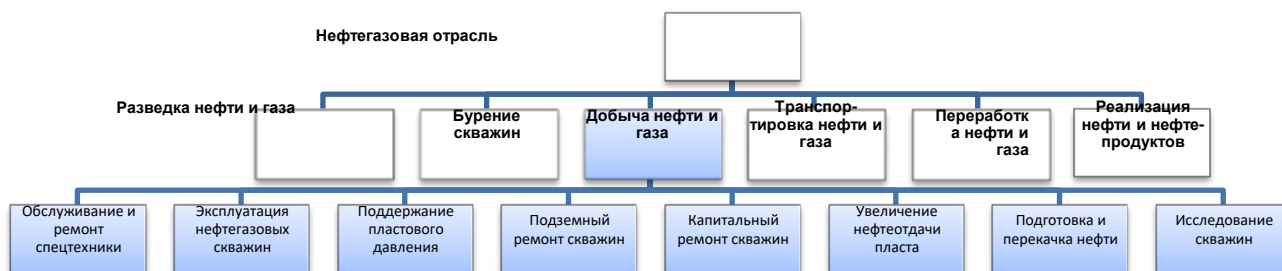 Нефтегазовая отрасль
Разведка нефти и газа
Бурение
скважин
Добыча нефти и
газа
Транспор-
тировка нефти и
газа
Переработк
а нефти и
газа
Реализация
нефти и нефте-
продуктов
Обслуживание и
ремонт
спецтехники
Эксплуатация
нефтегазовых
скважин
Поддержание
пластового
давления
Подземный
ремонт скважин
Капитальный
ремонт скважин
Увеличение
нефтеотдачи
пласта
Подготовка и
перекачка нефти
Исследование
скважин